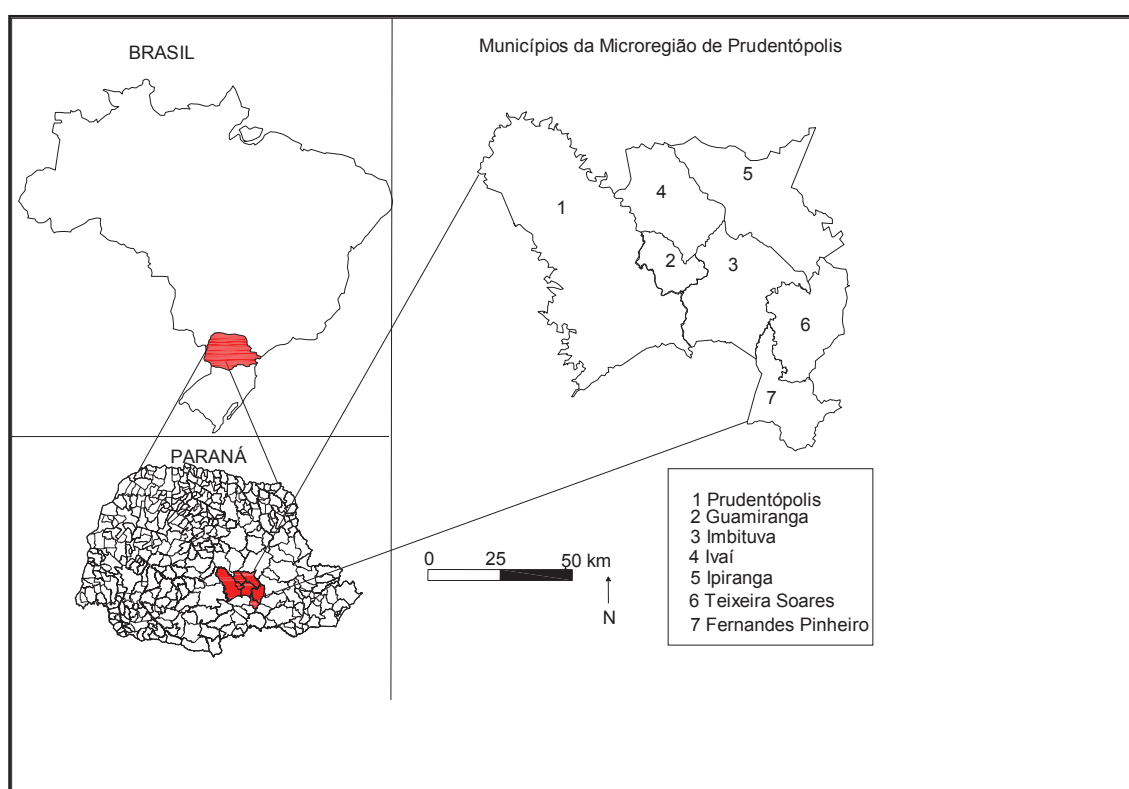 BRASIL
Municípios da Microregião de Prudentópolis
1
2
3
4
5
6
7
PARANÁ
0 25 50 km
N
1 Prudentópolis
2 Guamiranga
3 Imbituva
4 Ivaí
5 Ipiranga
6 Teixeira Soares
7 Fernandes Pinheiro